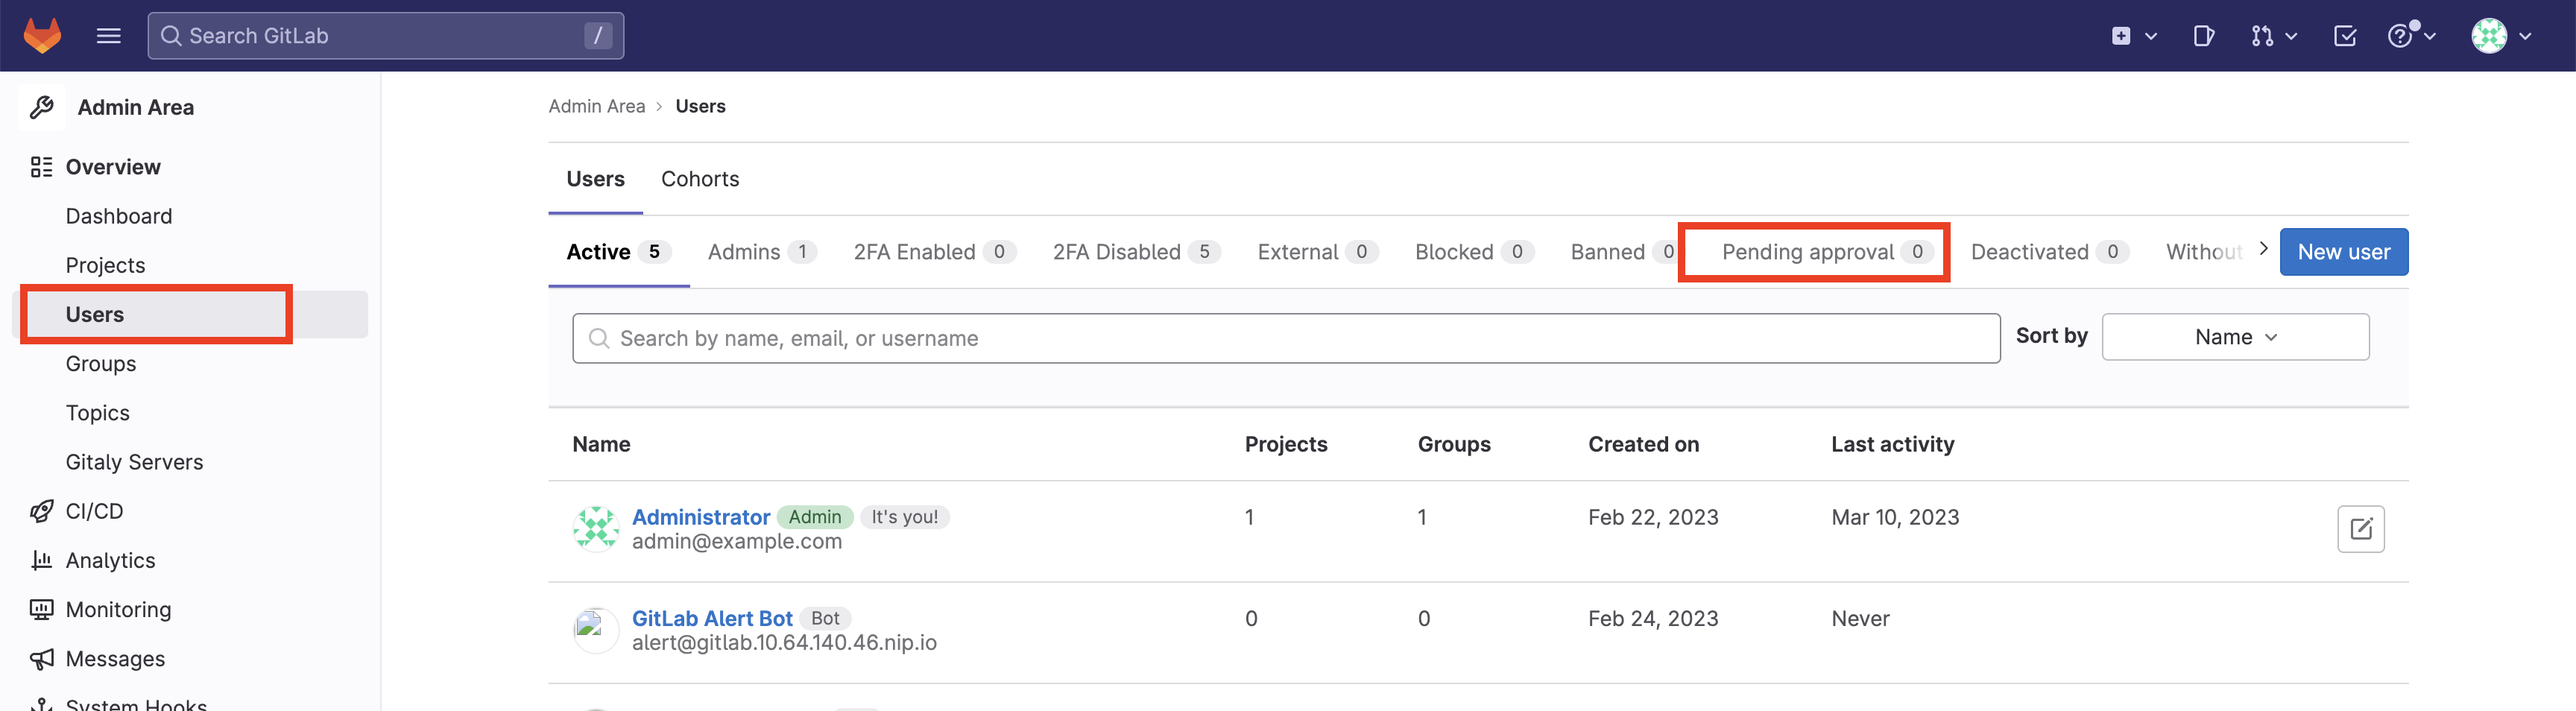 Search GitLab /
Admin Area
Overview
Dashboard
Projects
Users
Groups
Topics
Gitaly Servers
CI/CD
Analytics
Monitoring
Messages
System Hooks
Admin Area › Users
Users Cohorts
Active 5 Admins 1 2FA Enabled 0 2FA Disabled 5 External 0 Blocked 0 Banned 0 Pending approval 0 Deactivated 0 Without New user
Search by name, email, or username Sort by Name
Name Projects Groups Created on Last activity
Administrator Admin It's you! 1 1 Feb 22, 2023 Mar 10, 2023
admin@example.com
GitLab Alert Bot Bot 0 0 Feb 24, 2023 Never
alert@gitlab.10.64.140.46.nip.io